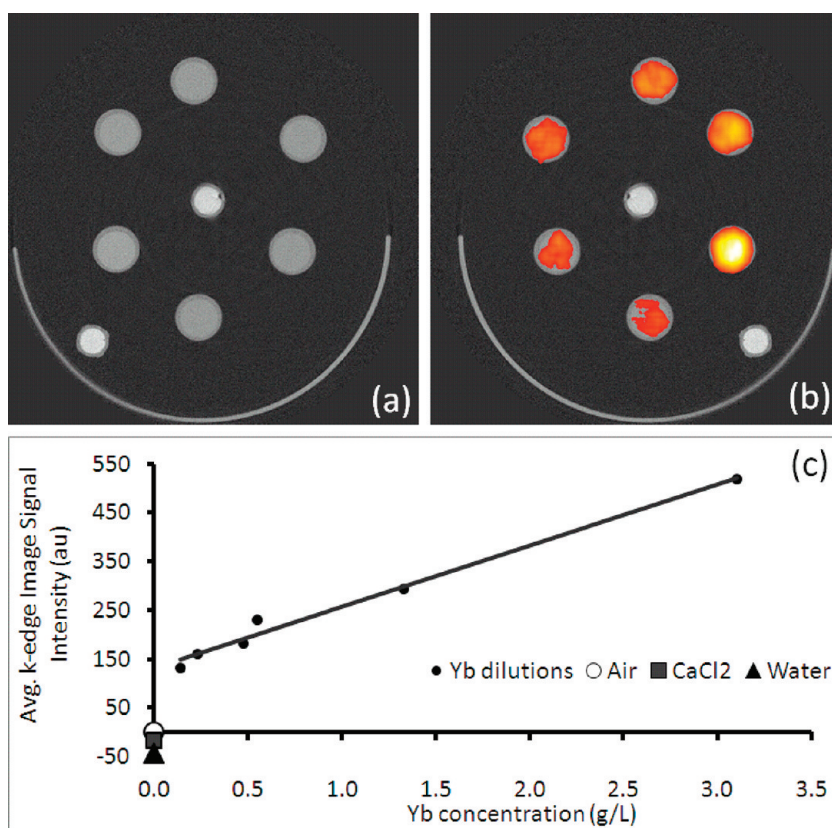 (a)
(b)
(c)
550
450
350
250
150
50
-50
Avg. k-edge Image Signal
Intensity (au)
Yb dilutions
Air
CaCl2
Water
0.0
0.5
1.0
1.5
2.0
2.5
3.0
3.5
Yb concentration (g/L)